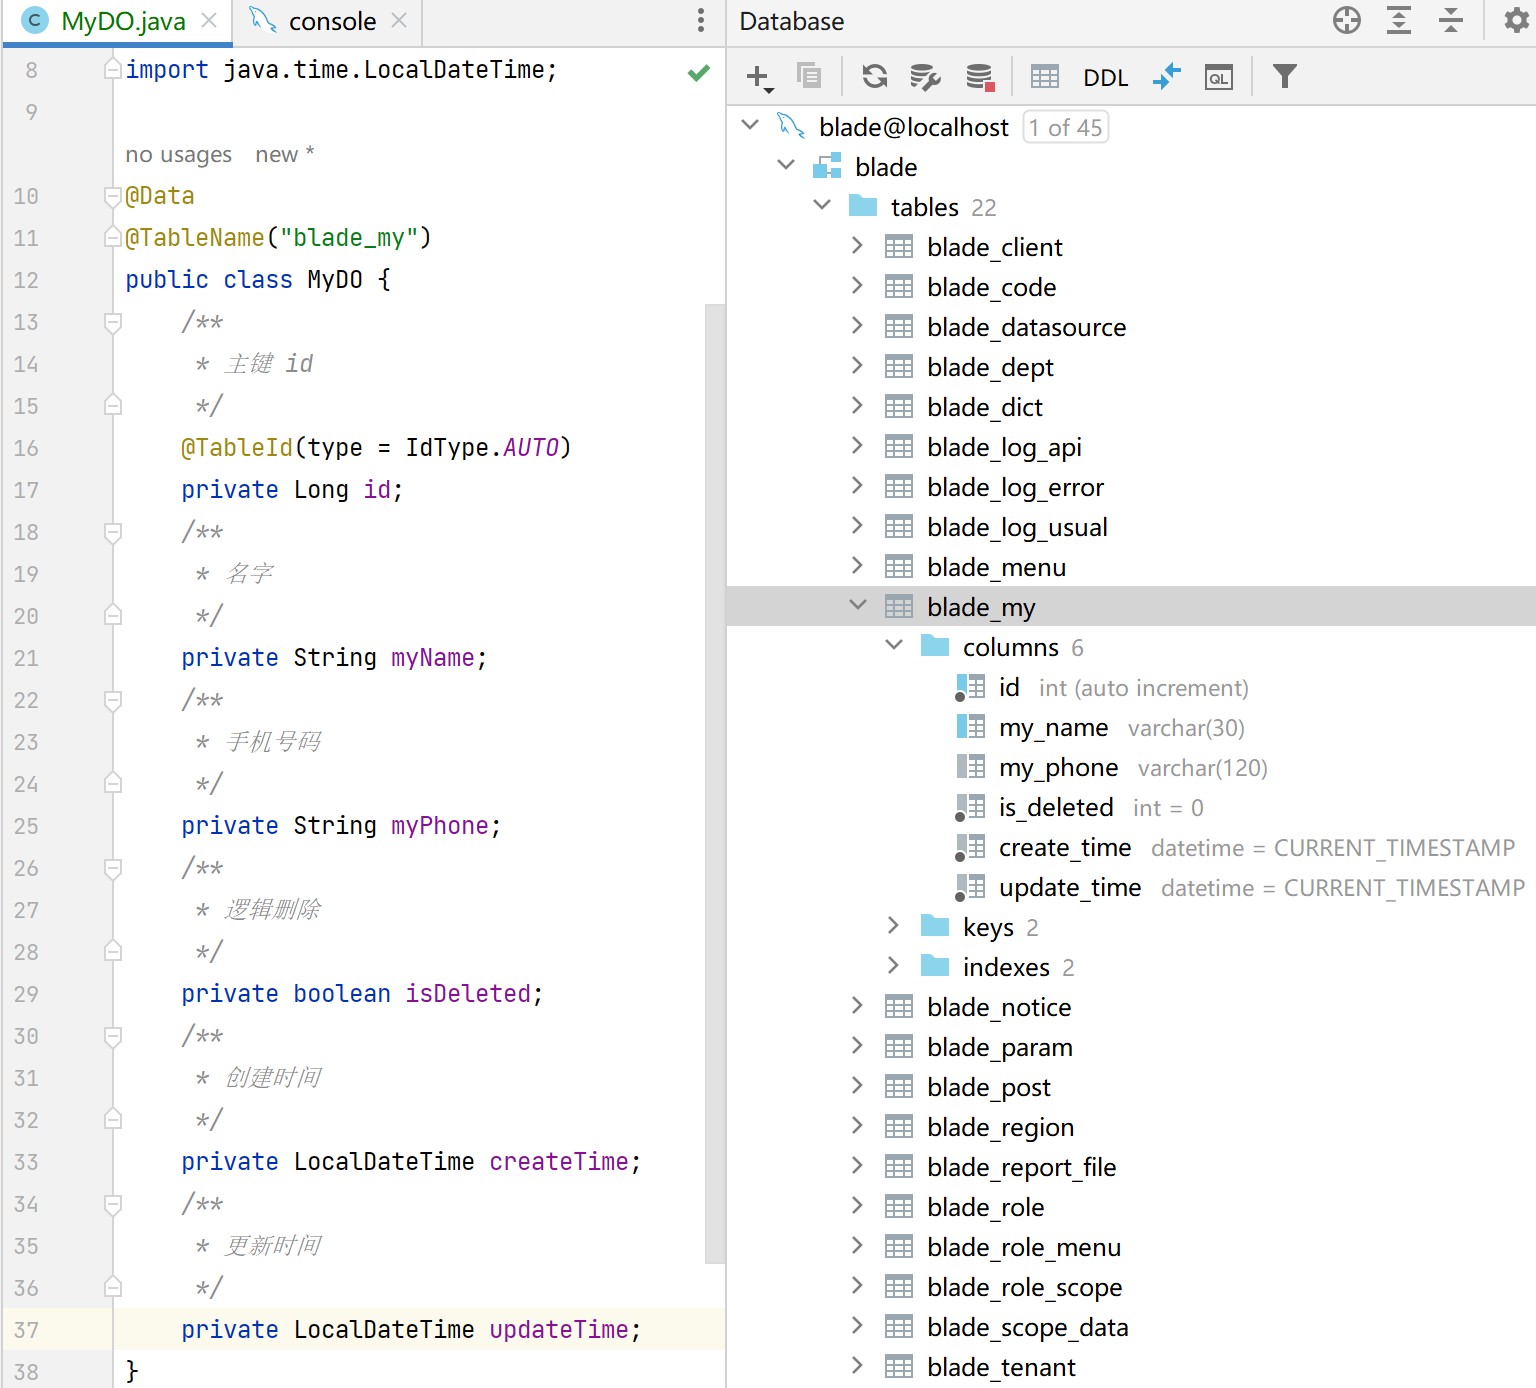 MyDO.java
console
8 import java.time.LocalDateTime;
9
no usages new *
10 @Data
11 @TableName("blade_my")
12 public class MyDO {
13 /**
14 * 主键 id
15 */
16 @TableId(type = IdType.AUTO)
17 private Long id;
18 /**
19 * 名字
20 */
21 private String myName;
22 /**
23 * 手机号码
24 */
25 private String myPhone;
26 /**
27 * 逻辑删除
28 */
29 private boolean isDeleted;
30 /**
31 * 创建时间
32 */
33 private LocalDateTime createTime;
34 /**
35 * 更新时间
36 */
37 private LocalDateTime updateTime;
38 }
Database
DDL
QL
blade@localhost 1 of 45
blade
tables 22
blade_client
blade_code
blade_datasource
blade_dept
blade_dict
blade_log_api
blade_log_error
blade_log_usual
blade_menu
blade_my
columns 6
id int (auto increment)
my_name varchar(30)
my_phone varchar(120)
is_deleted int = 0
create_time datetime = CURRENT_TIMESTAMP
update_time datetime = CURRENT_TIMESTAMP
keys 2
indexes 2
blade_notice
blade_param
blade_post
blade_region
blade_report_file
blade_role
blade_role_menu
blade_role_scope
blade_scope_data
blade_tenant